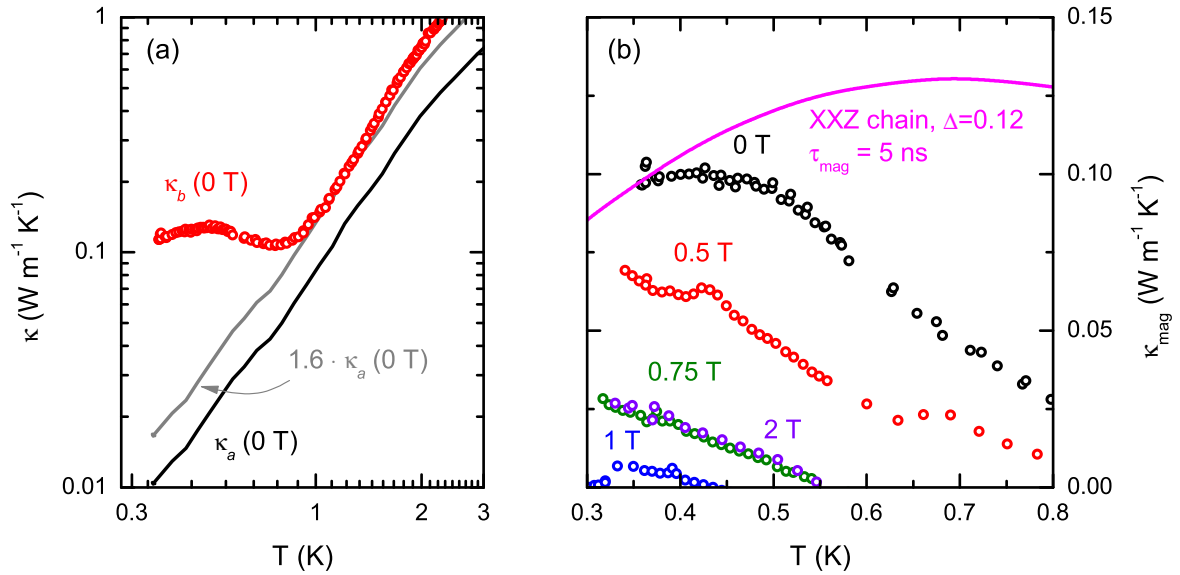 (a)
κb (0 T)
1.6 · κa (0 T)
κa (0 T)
κ (W m⁻¹ K⁻¹)
1
0.1
0.01
0.3
1
2
3
T (K)
(b)
XXZ chain, Δ=0.12
τmag = 5 ns
0 T
0.5 T
0.75 T
2 T
1 T
0.15
0.10
0.05
0.00
κmag (W m⁻¹ K⁻¹)
0.3
0.4
0.5
0.6
0.7
0.8
T (K)